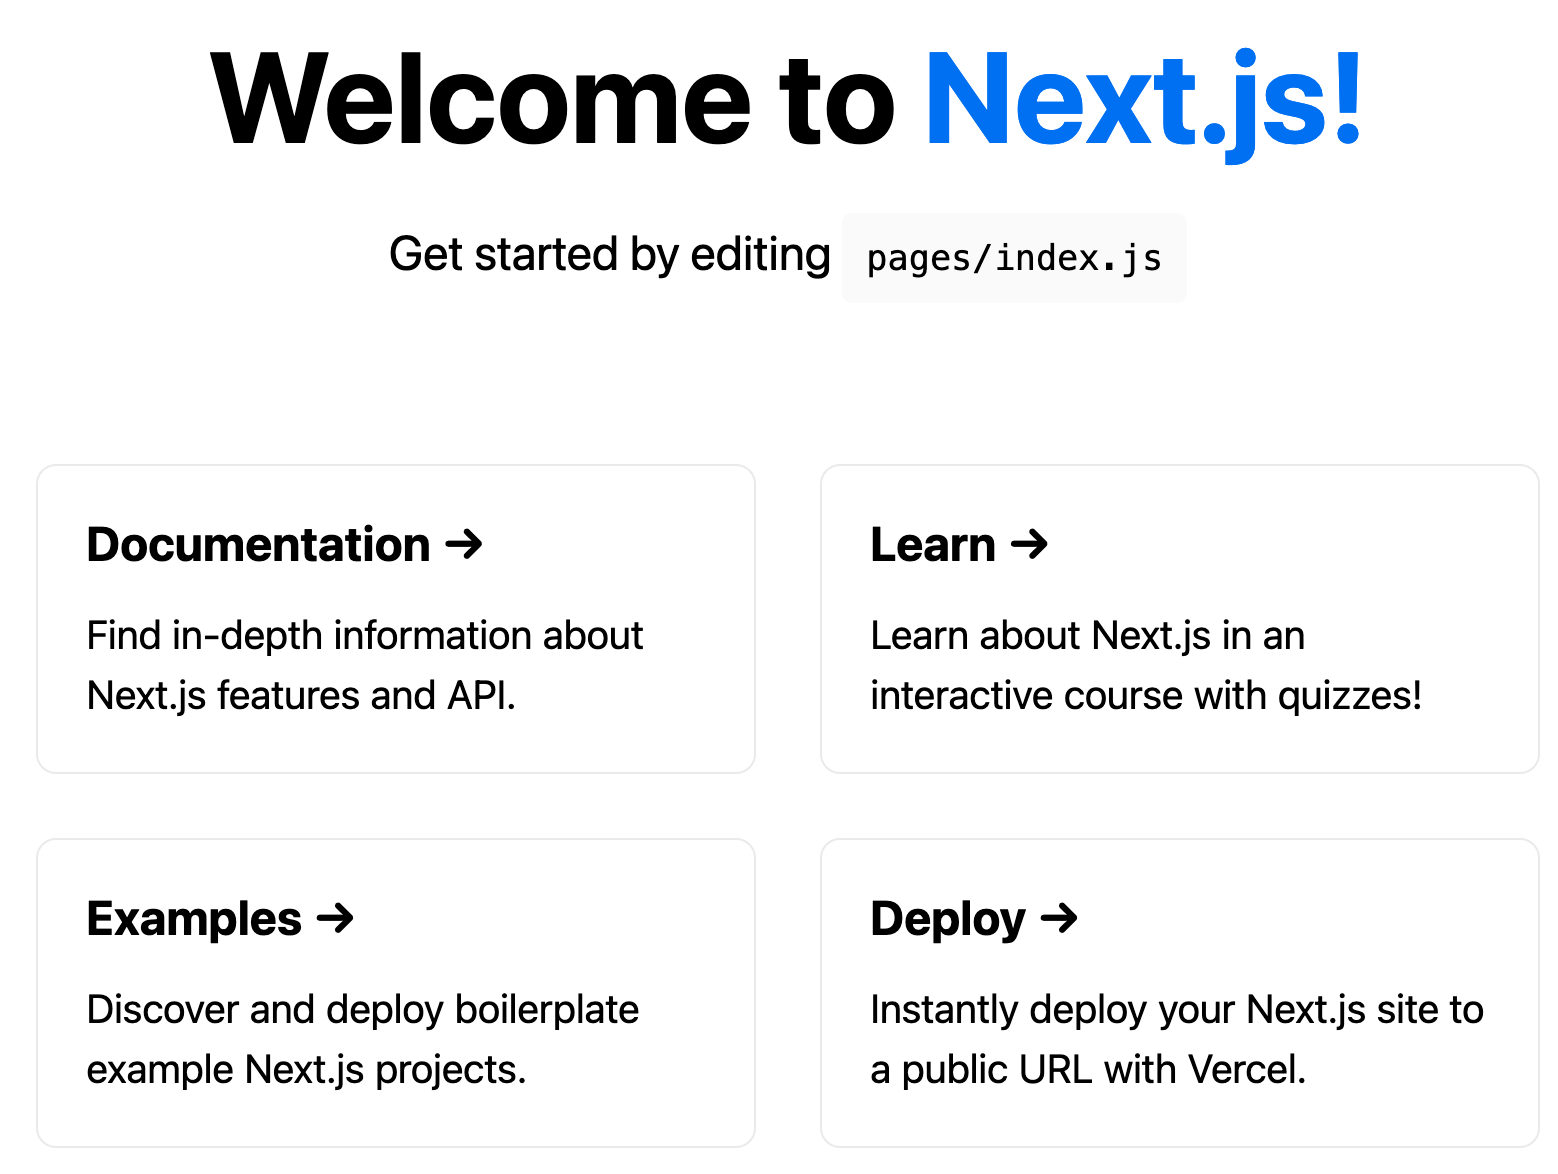 Welcome to Next.js!
Get started by editing pages/index.js
Documentation →
Find in-depth information about
Next.js features and API.
Learn →
Learn about Next.js in an
interactive course with quizzes!
Examples →
Discover and deploy boilerplate
example Next.js projects.
Deploy →
Instantly deploy your Next.js site to
a public URL with Vercel.